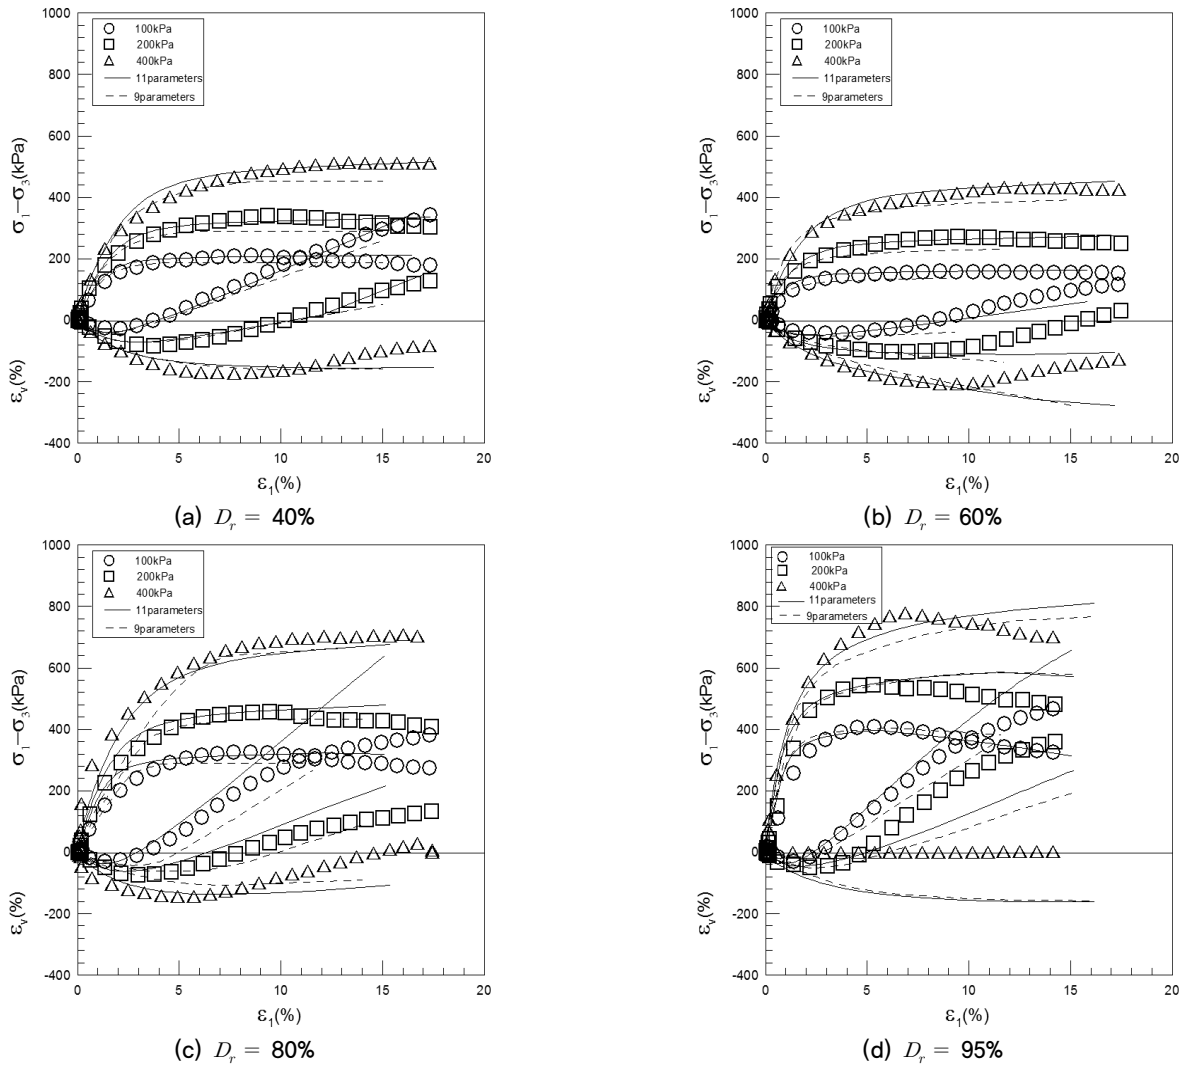 1000
800
600
400
200
0
-200
-400
σ₁−σ₃(kPa)
εᵥ(%)
100kPa
200kPa
400kPa
11parameters
9parameters
0 5 10 15 20
ε₁(%)
(a) Dᵣ = 40%
1000
800
600
400
200
0
-200
-400
σ₁−σ₃(kPa)
εᵥ(%)
100kPa
200kPa
400kPa
11parameters
9parameters
0 5 10 15 20
ε₁(%)
(b) Dᵣ = 60%
1000
800
600
400
200
0
-200
-400
σ₁−σ₃(kPa)
εᵥ(%)
100kPa
200kPa
400kPa
11parameters
9parameters
0 5 10 15 20
ε₁(%)
(c) Dᵣ = 80%
1000
800
600
400
200
0
-200
-400
σ₁−σ₃(kPa)
εᵥ(%)
100kPa
200kPa
400kPa
11parameters
9parameters
0 5 10 15 20
ε₁(%)
(d) Dᵣ = 95%